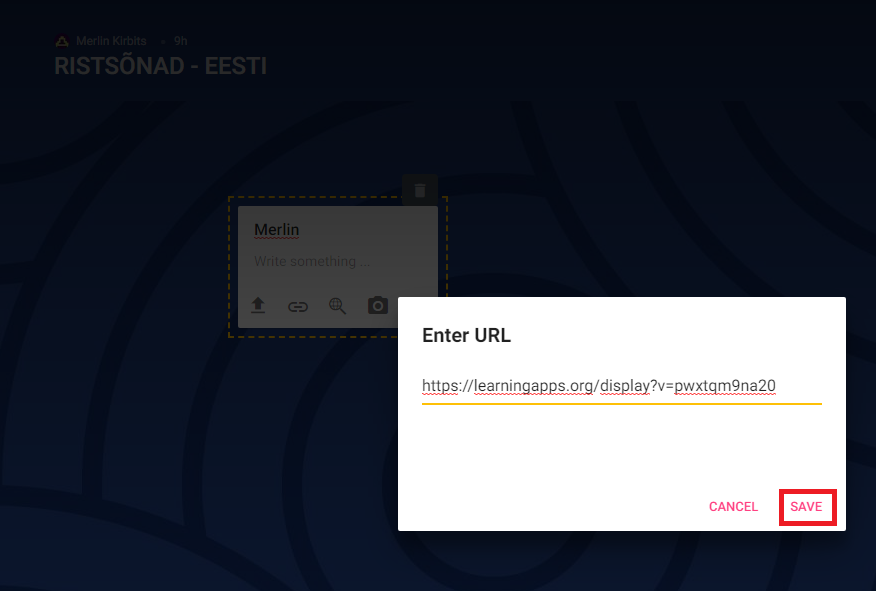 Merlin Kirbits • 9h
RISTSÕNAD - EESTI
Merlin
Write something ...
Enter URL
https://learningapps.org/display?v=pwxtqm9na20
CANCEL SAVE